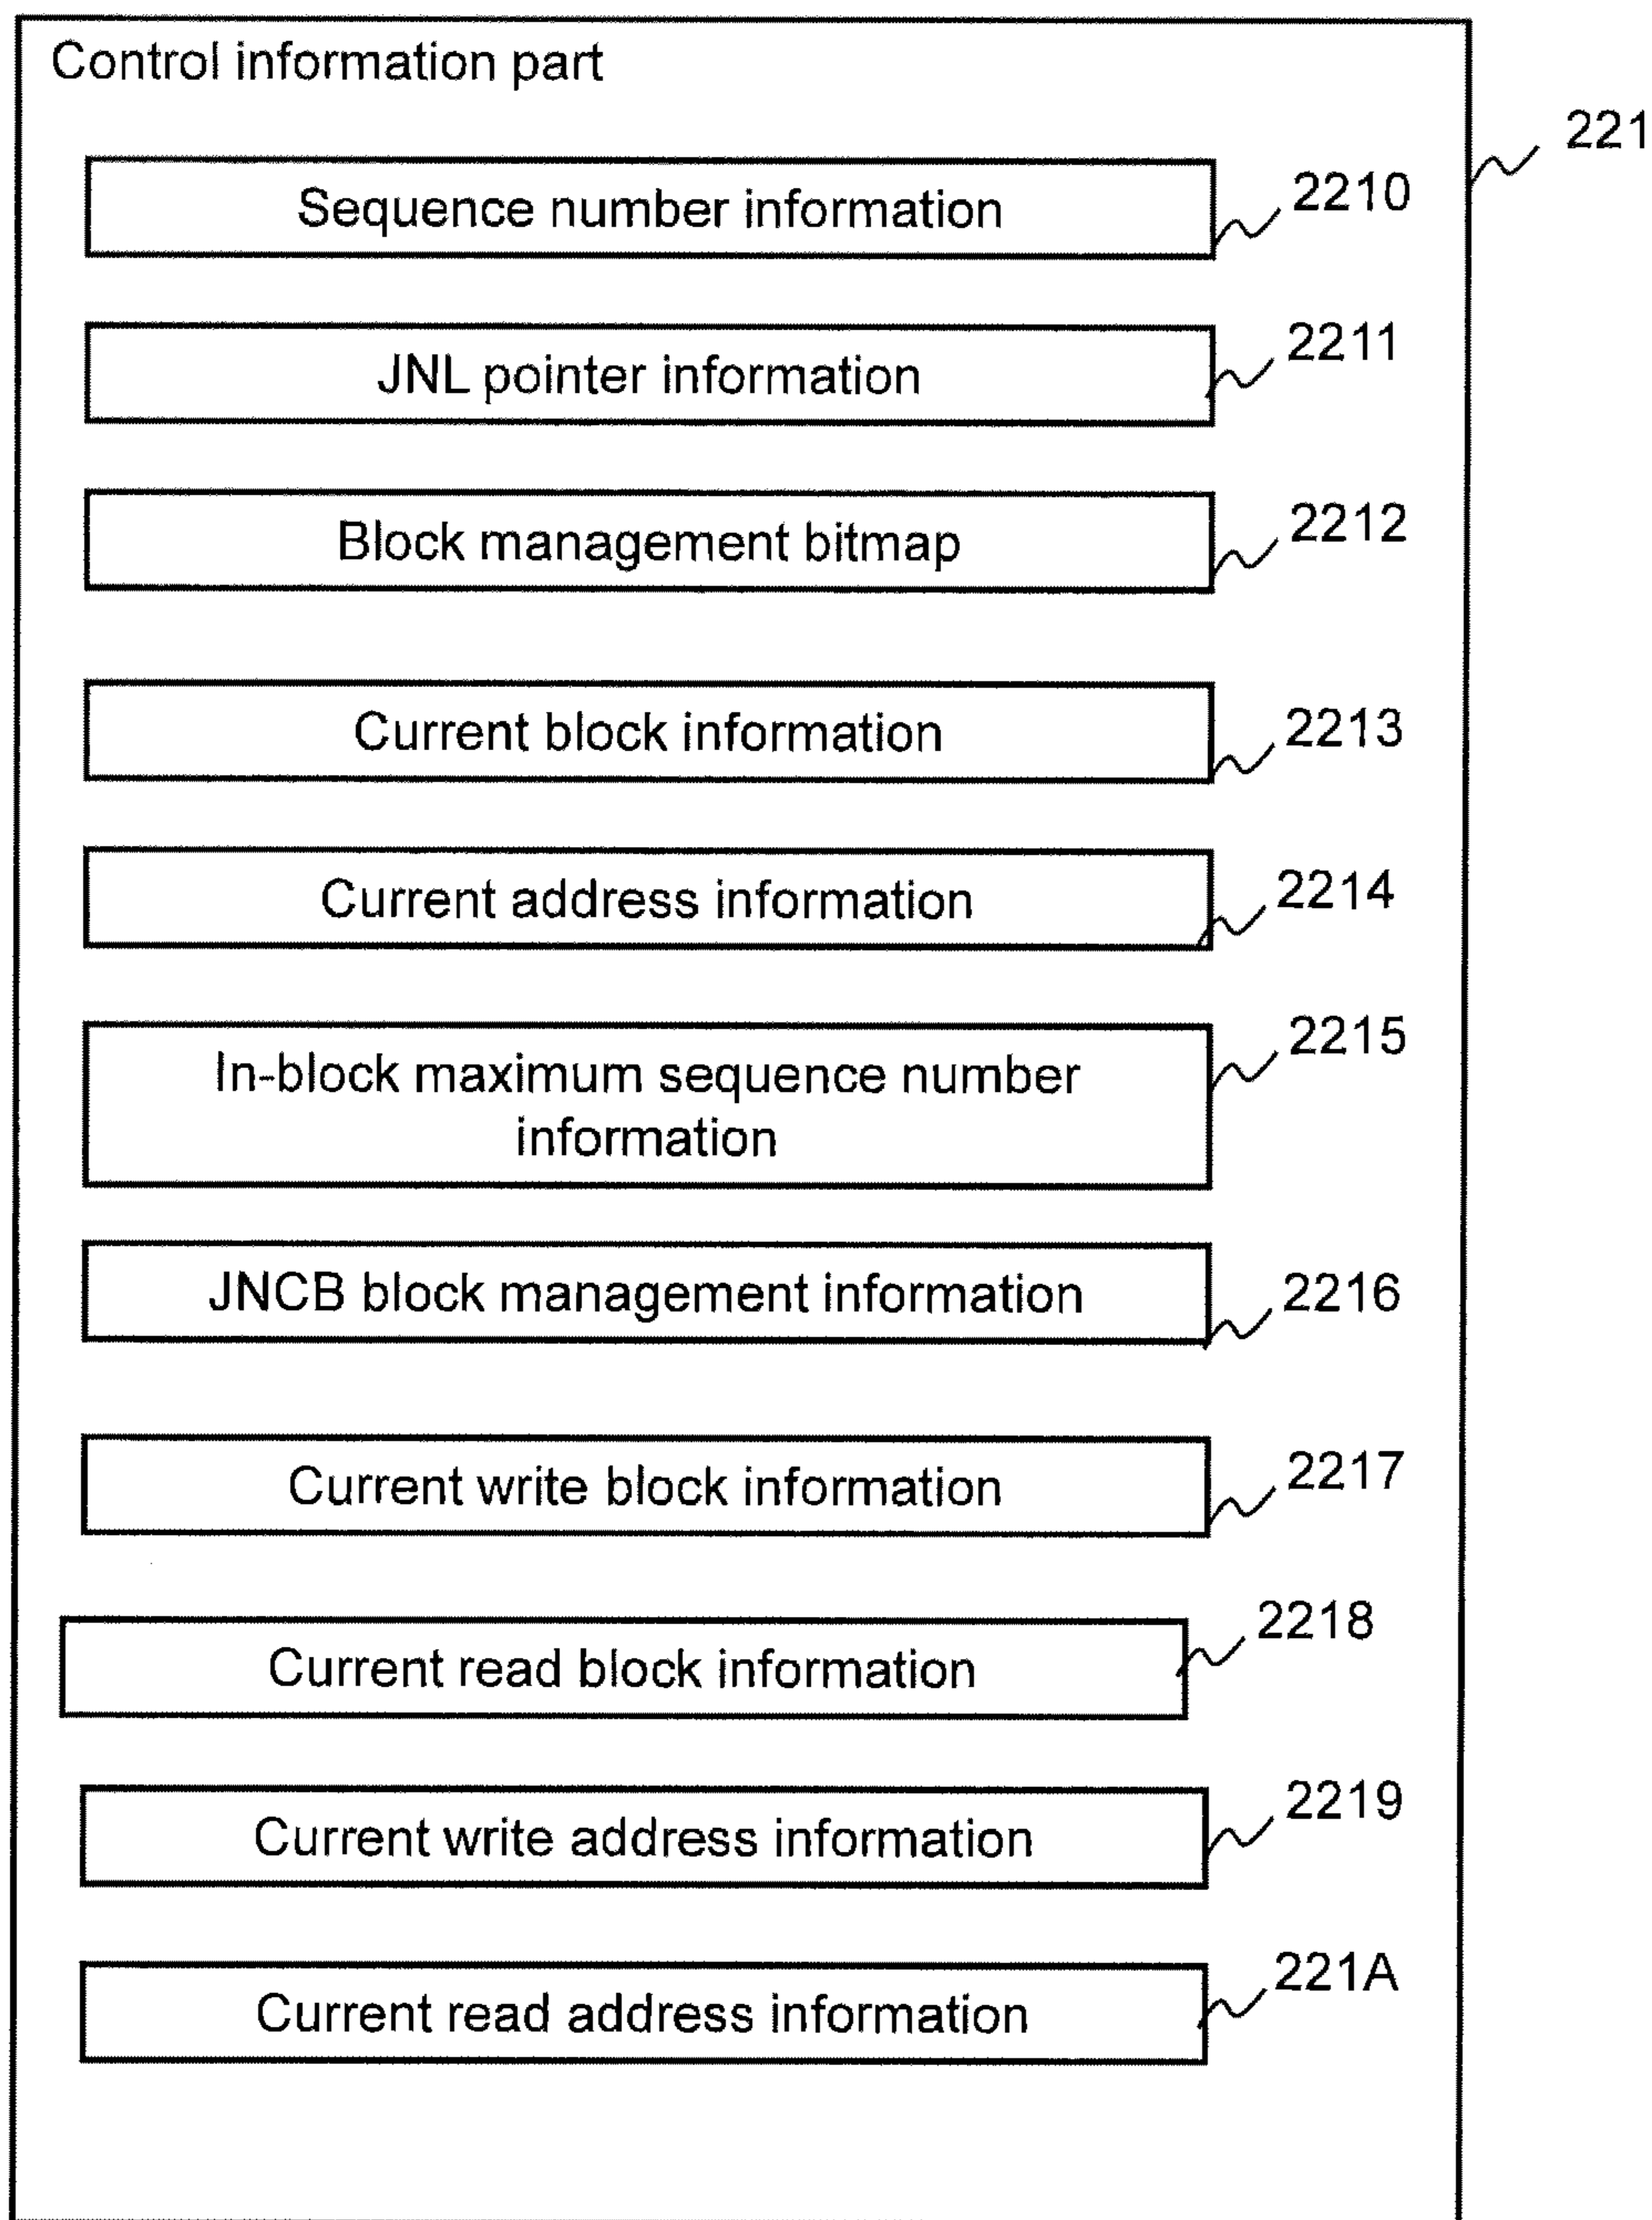 Control information part
221
Sequence number information
2210
JNL pointer information
2211
Block management bitmap
2212
Current block information
2213
Current address information
2214
In-block maximum sequence number
information
2215
JNCB block management information
2216
Current write block information
2217
Current read block information
2218
Current write address information
2219
Current read address information
221A